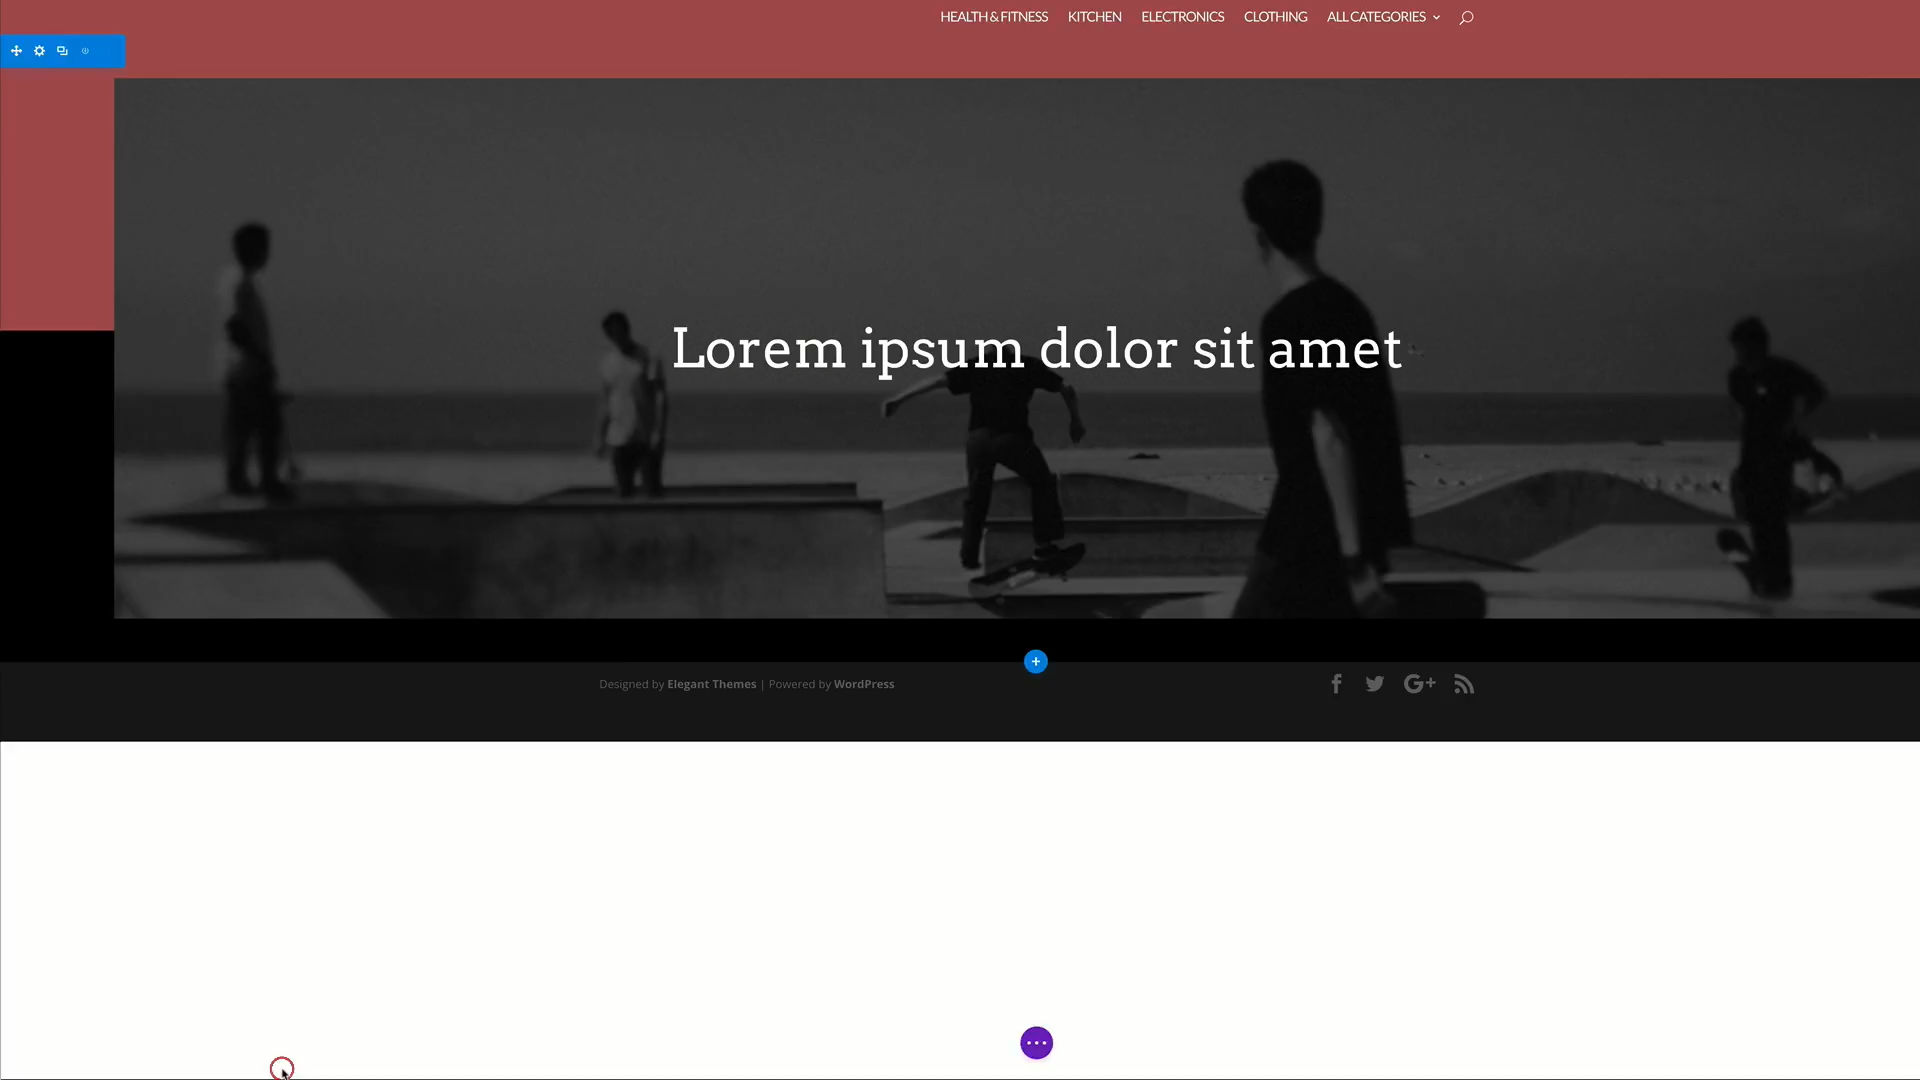 HEALTH & FITNESS KITCHEN ELECTRONICS CLOTHING ALL CATEGORIES
Lorem ipsum dolor sit amet
Designed by Elegant Themes | Powered by WordPress